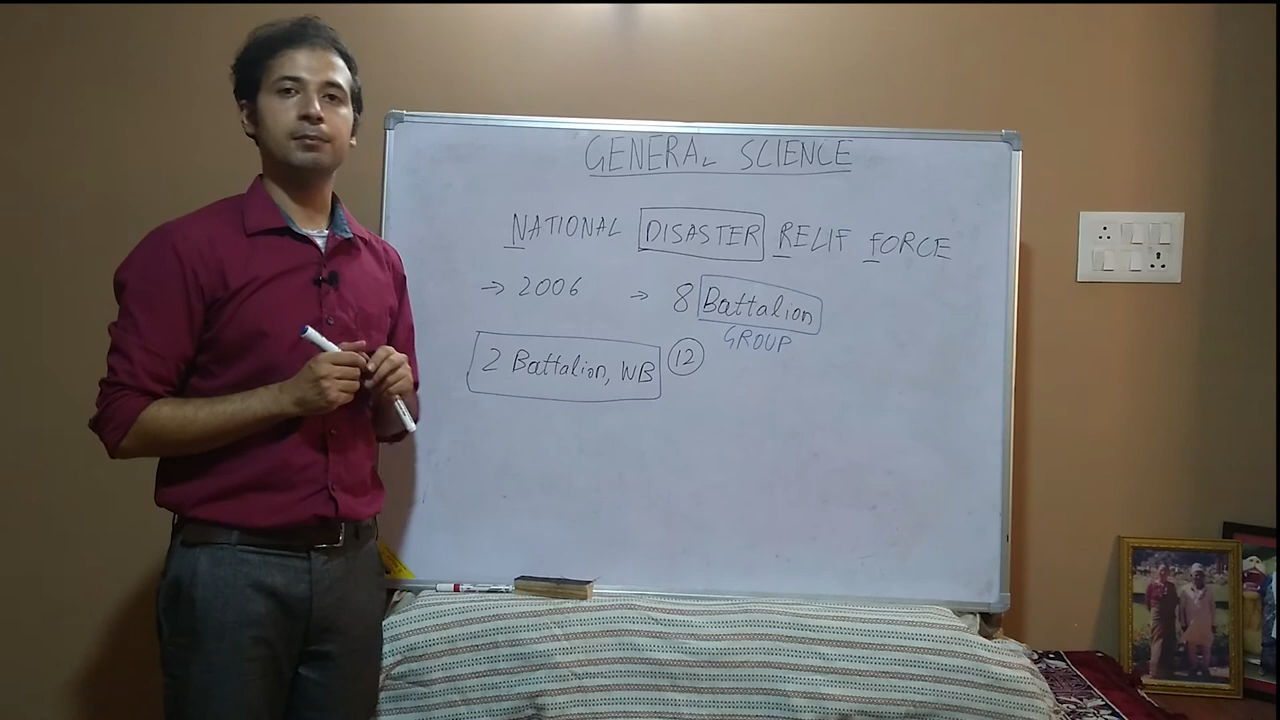 GENERAL SCIENCE
NATIONAL DISASTER RELIF FORCE
→ 2006 → 8 Battalion
GROUP
2 Battalion, WB 12